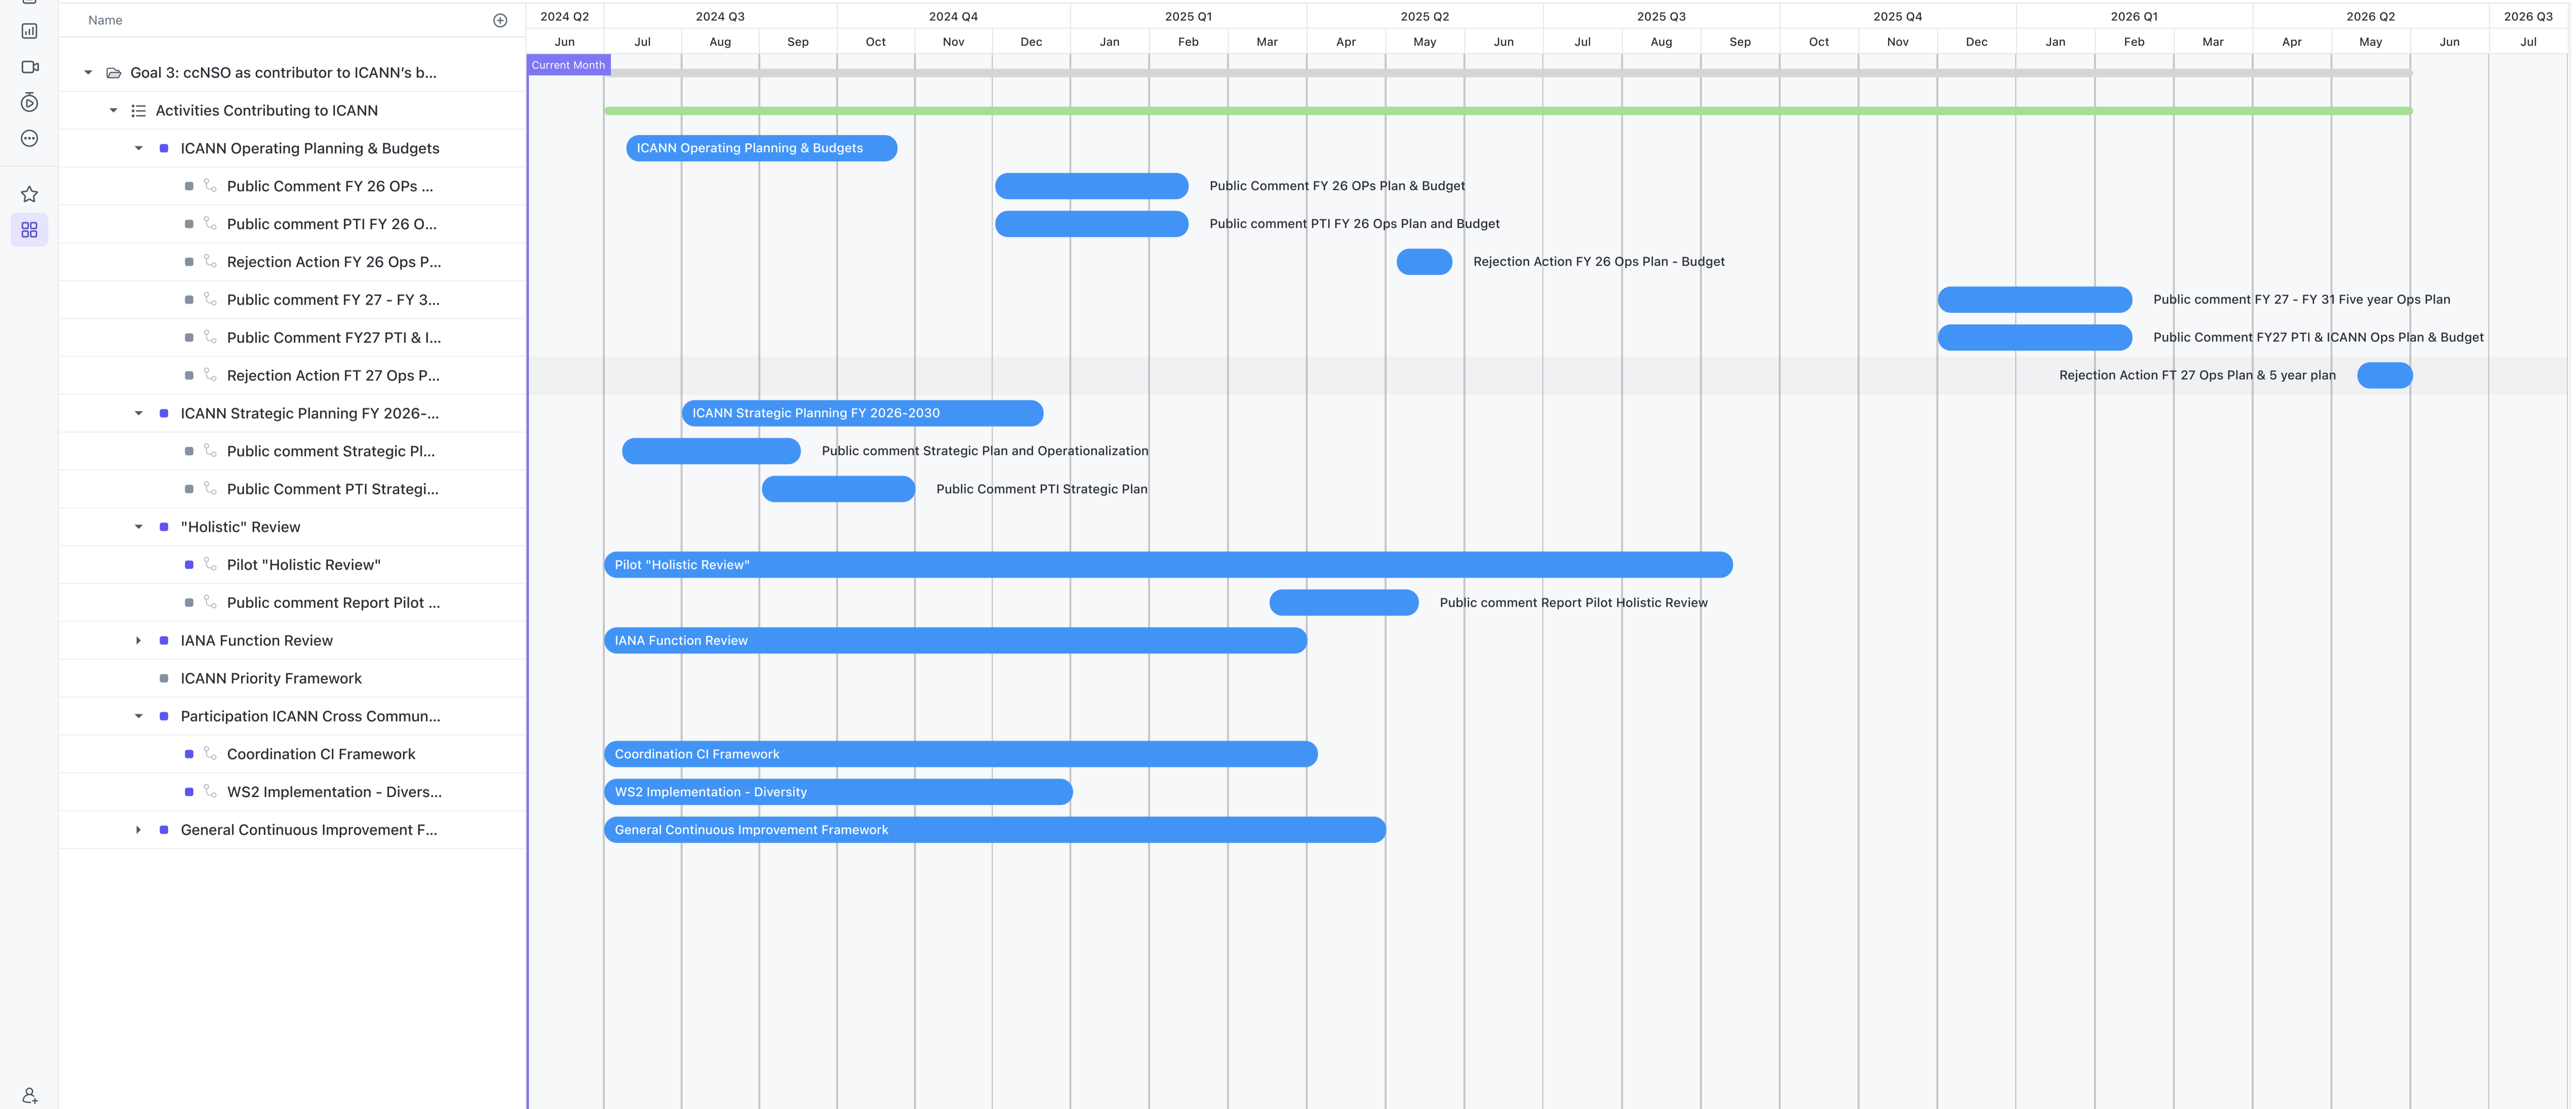 Name
2024 Q2 2024 Q3 2024 Q4 2025 Q1 2025 Q2 2025 Q3 2025 Q4 2026 Q1 2026 Q2 2026 Q3
Jun Jul Aug Sep Oct Nov Dec Jan Feb Mar Apr May Jun Jul Aug Sep Oct Nov Dec Jan Feb Mar Apr May Jun Jul
Current Month
Goal 3: ccNSO as contributor to ICANN’s b...
Activities Contributing to ICANN
ICANN Operating Planning & Budgets ICANN Operating Planning & Budgets
Public Comment FY 26 OPs ... Public Comment FY 26 OPs Plan & Budget
Public comment PTI FY 26 O... Public comment PTI FY 26 Ops Plan and Budget
Rejection Action FY 26 Ops P... Rejection Action FY 26 Ops Plan - Budget
Public comment FY 27 - FY 3... Public comment FY 27 - FY 31 Five year Ops Plan
Public Comment FY27 PTI & I... Public Comment FY27 PTI & ICANN Ops Plan & Budget
Rejection Action FT 27 Ops P... Rejection Action FT 27 Ops Plan & 5 year plan
ICANN Strategic Planning FY 2026-... ICANN Strategic Planning FY 2026-2030
Public comment Strategic Pl... Public comment Strategic Plan and Operationalization
Public Comment PTI Strategi... Public Comment PTI Strategic Plan
"Holistic" Review
Pilot "Holistic Review" Pilot "Holistic Review"
Public comment Report Pilot ... Public comment Report Pilot Holistic Review
IANA Function Review IANA Function Review
ICANN Priority Framework
Participation ICANN Cross Commun...
Coordination CI Framework Coordination CI Framework
WS2 Implementation - Divers... WS2 Implementation - Diversity
General Continuous Improvement F... General Continuous Improvement Framework